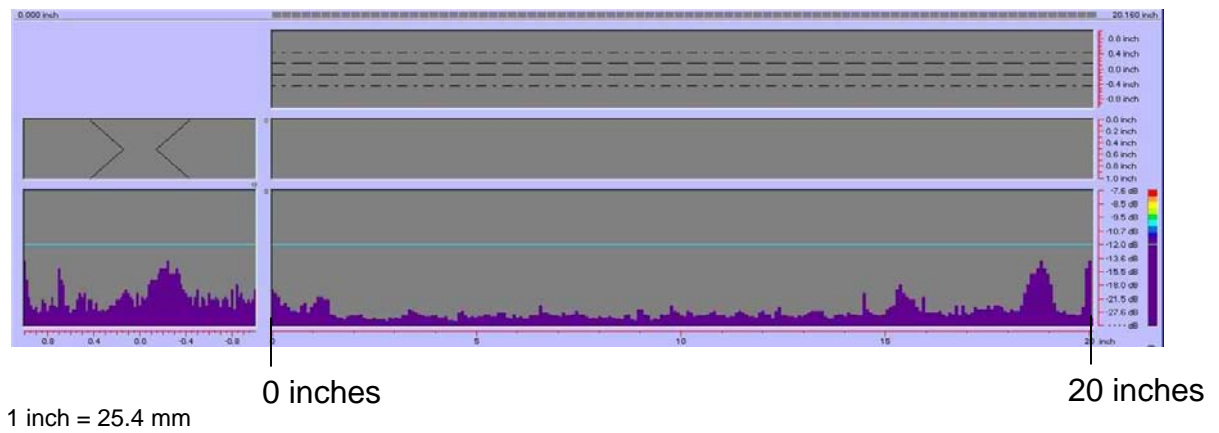 0.000 inch 20.160 inch
0.8 inch
0.4 inch
0.0 inch
-0.4 inch
-0.8 inch
0 0.0 inch
0.2 inch
0.4 inch
0.6 inch
0.8 inch
1.0 inch
0 -7.6 dB
-8.5 dB
-9.5 dB
-10.7 dB
-12.0 dB
-13.6 dB
-15.5 dB
-18.0 dB
-21.5 dB
-27.6 dB
---- dB
0.8 0.4 0.0 -0.4 -0.8 0 5 10 15 20 inch
0 inches 20 inches
1 inch = 25.4 mm